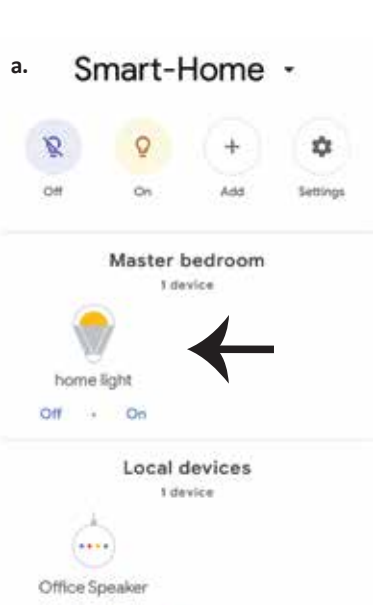 a. Smart-Home
Off On Add Settings
Master bedroom
1 device
home light
Off · On
Local devices
1 device
Office Speaker